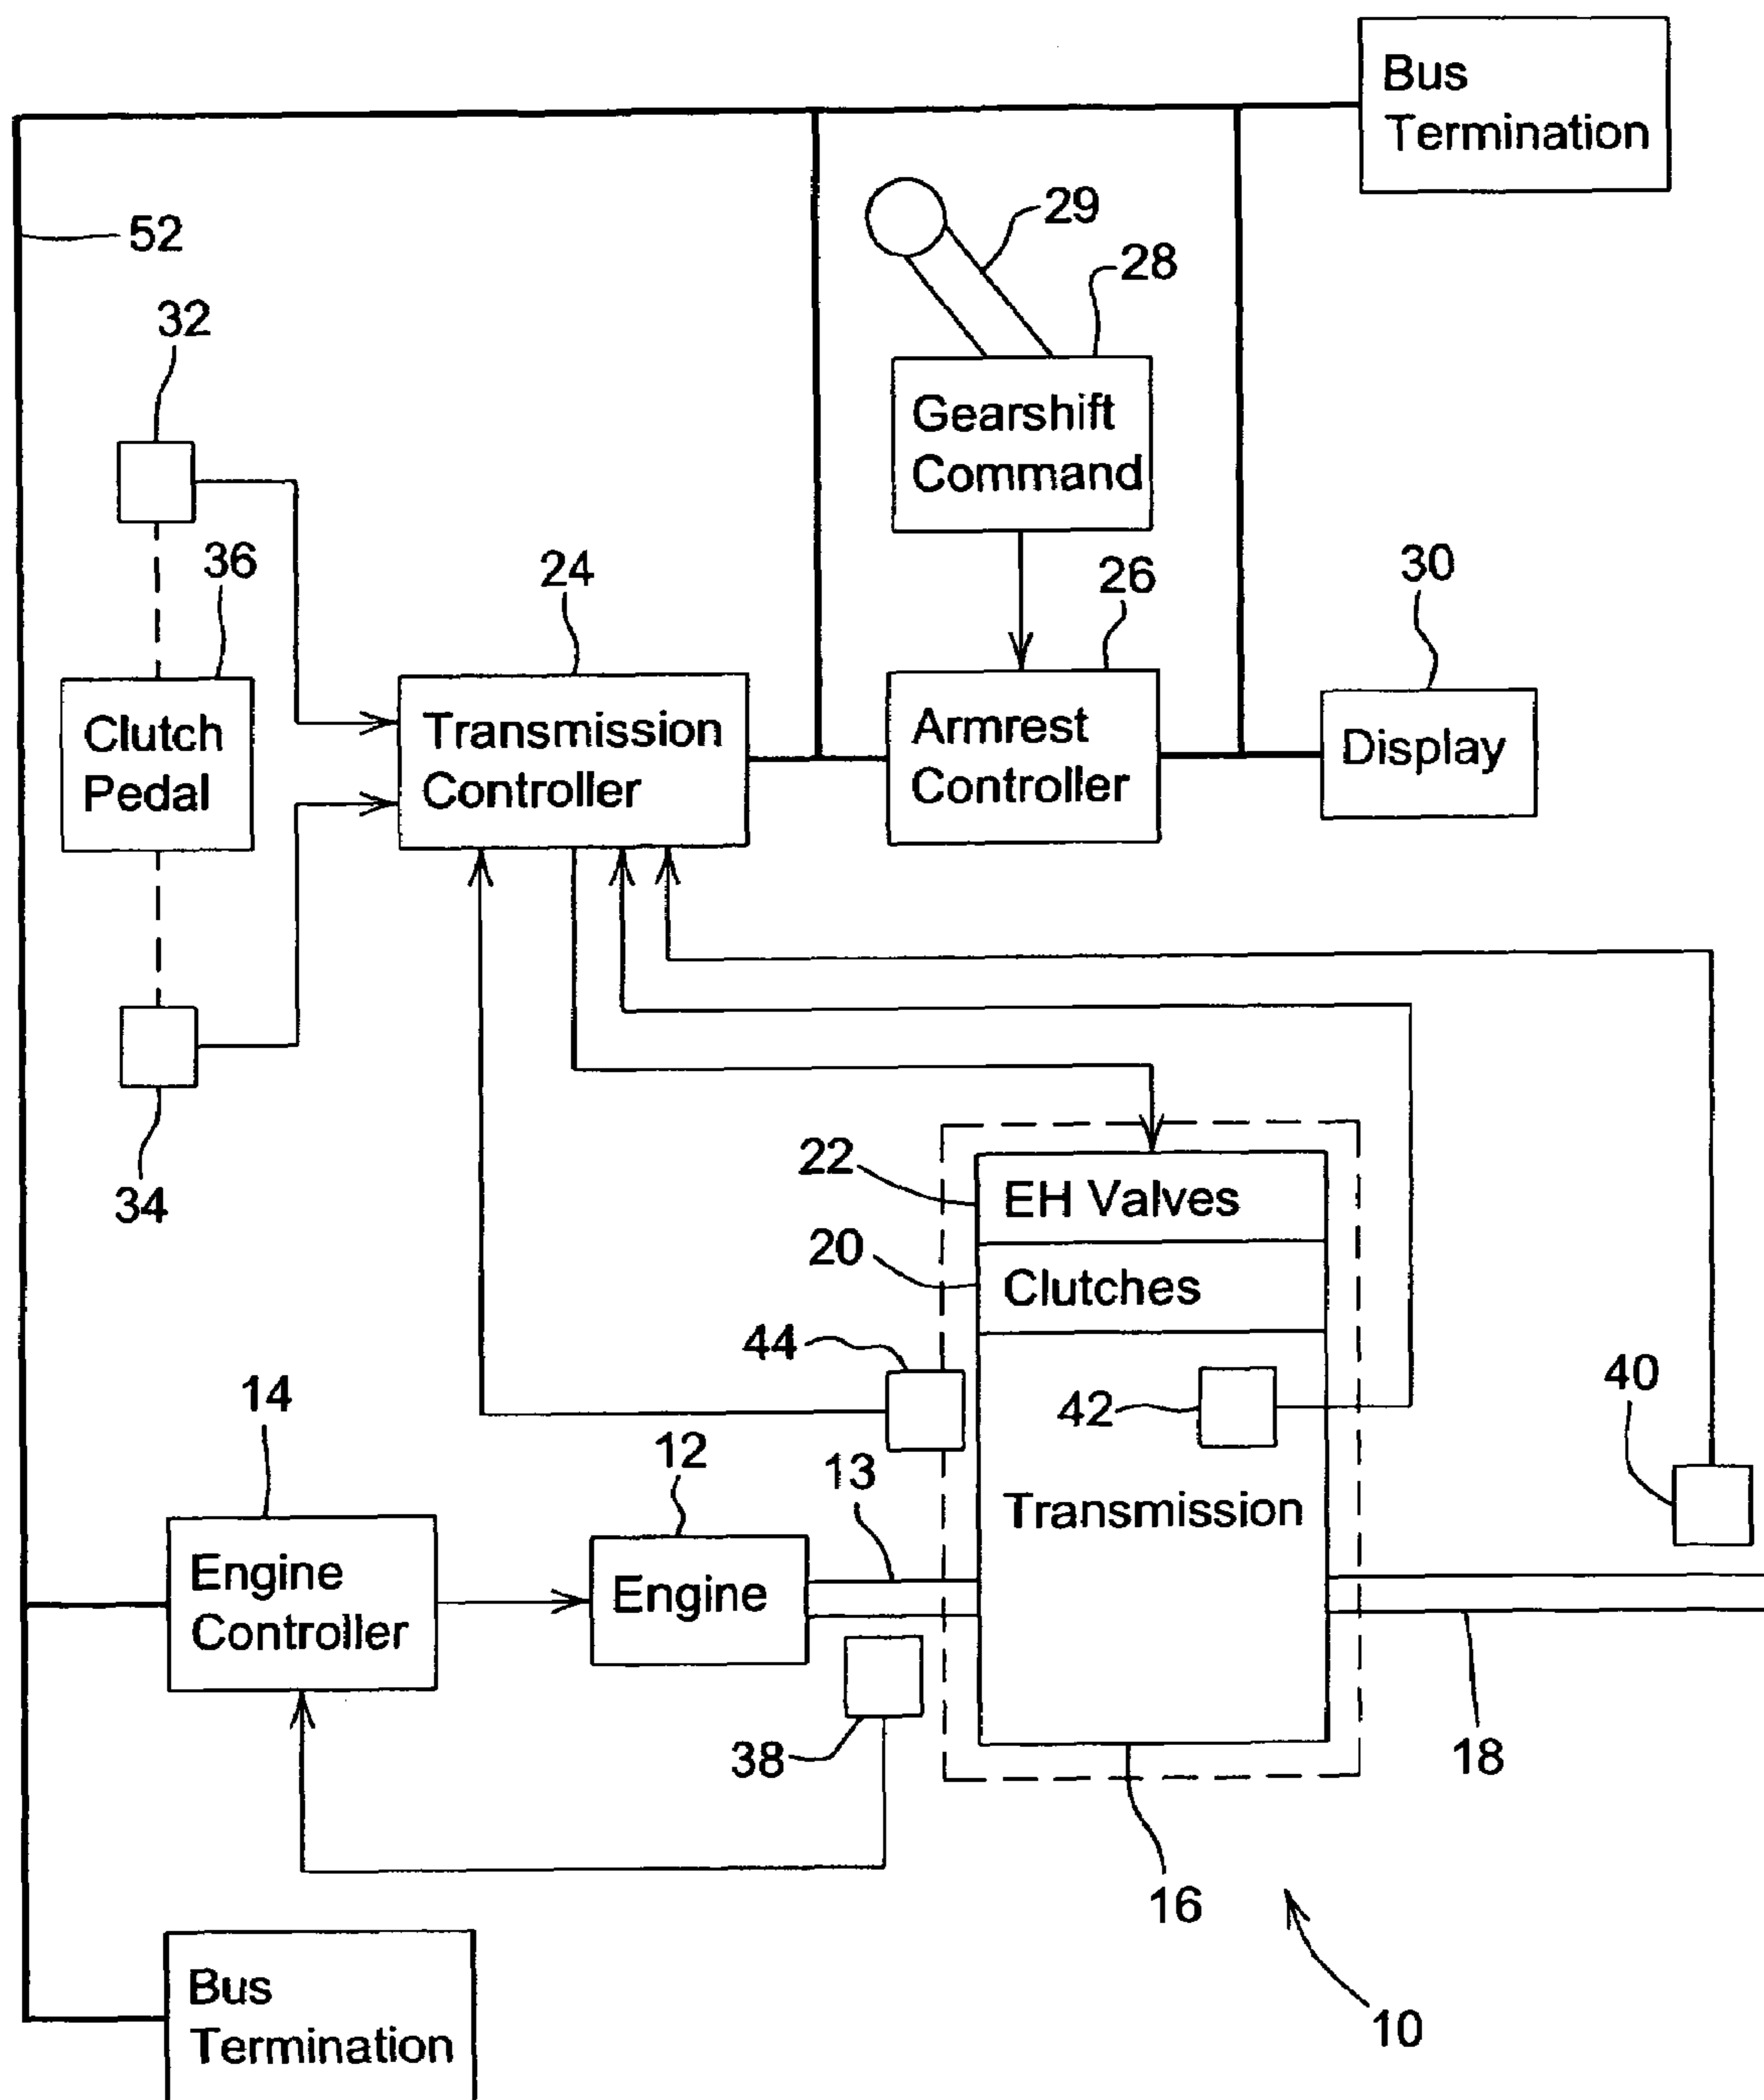 Bus
Termination
52
29
28
32
Gearshift
Command
36
24
26
30
Clutch
Pedal
Transmission
Controller
Armrest
Controller
Display
34
22
EH Valves
20
Clutches
44
42
40
14
12
13
Transmission
Engine
Controller
Engine
38
18
16
10
Bus
Termination